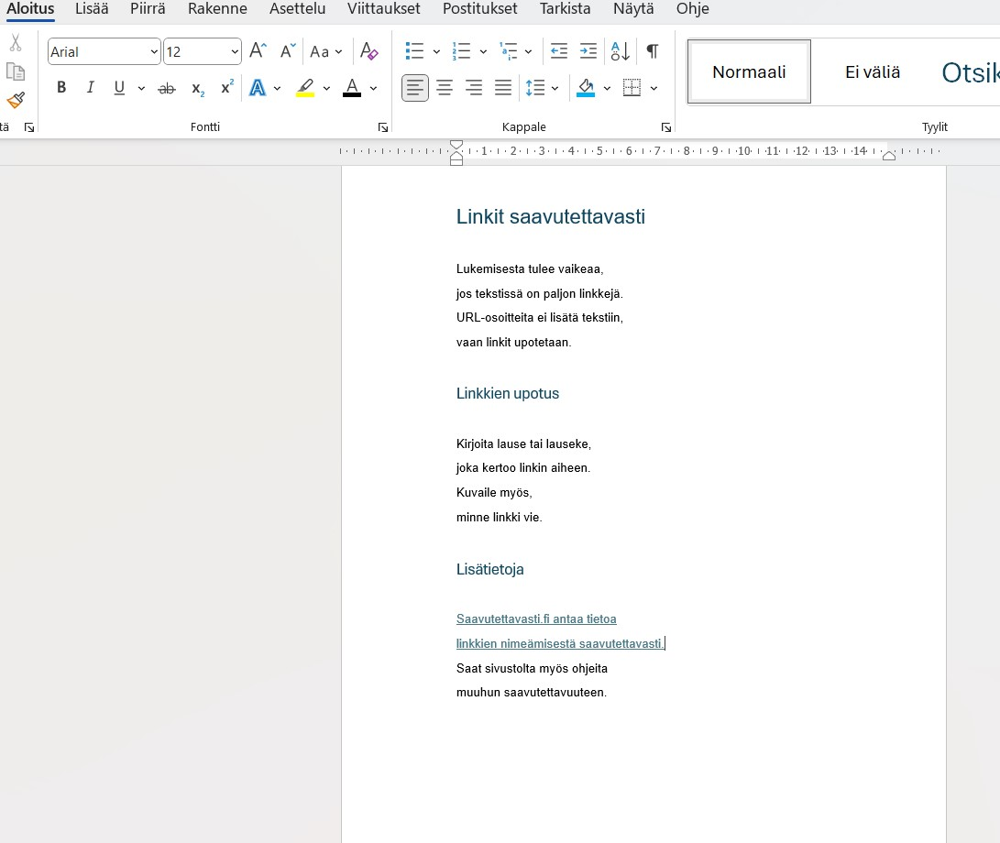 Aloitus Lisää Piirrä Rakenne Asettelu Viittaukset Postitukset Tarkista Näytä Ohje
Arial 12 Aa
Normaali Ei väliä
tä Fontti Kappale Tyylit
1 2 3 4 5 6 7 8 9 10 11 12 13 14
Linkit saavutettavasti
Lukemisesta tulee vaikeaa,
jos tekstissä on paljon linkkejä.
URL-osoitteita ei lisätä tekstiin,
vaan linkit upotetaan.
Linkkien upotus
Kirjoita lause tai lauseke,
joka kertoo linkin aiheen.
Kuvaile myös,
minne linkki vie.
Lisätietoja
Saavutettavasti.fi antaa tietoa
linkkien nimeämisestä saavutettavasti.
Saat sivustolta myös ohjeita
muuhun saavutettavuuteen.